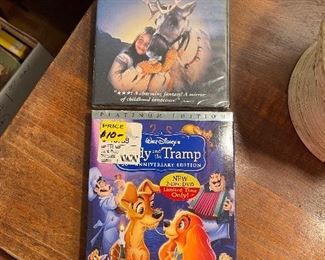 "★★★! A charming fantasy! A mirror
of childhood innocence"
PLATINUM EDITION
PRICE
$10-
Walt Disney's
Lady and the Tramp
50TH ANNIVERSARY EDITION
NEW
2-Disc DVD
Limited Time
Only!